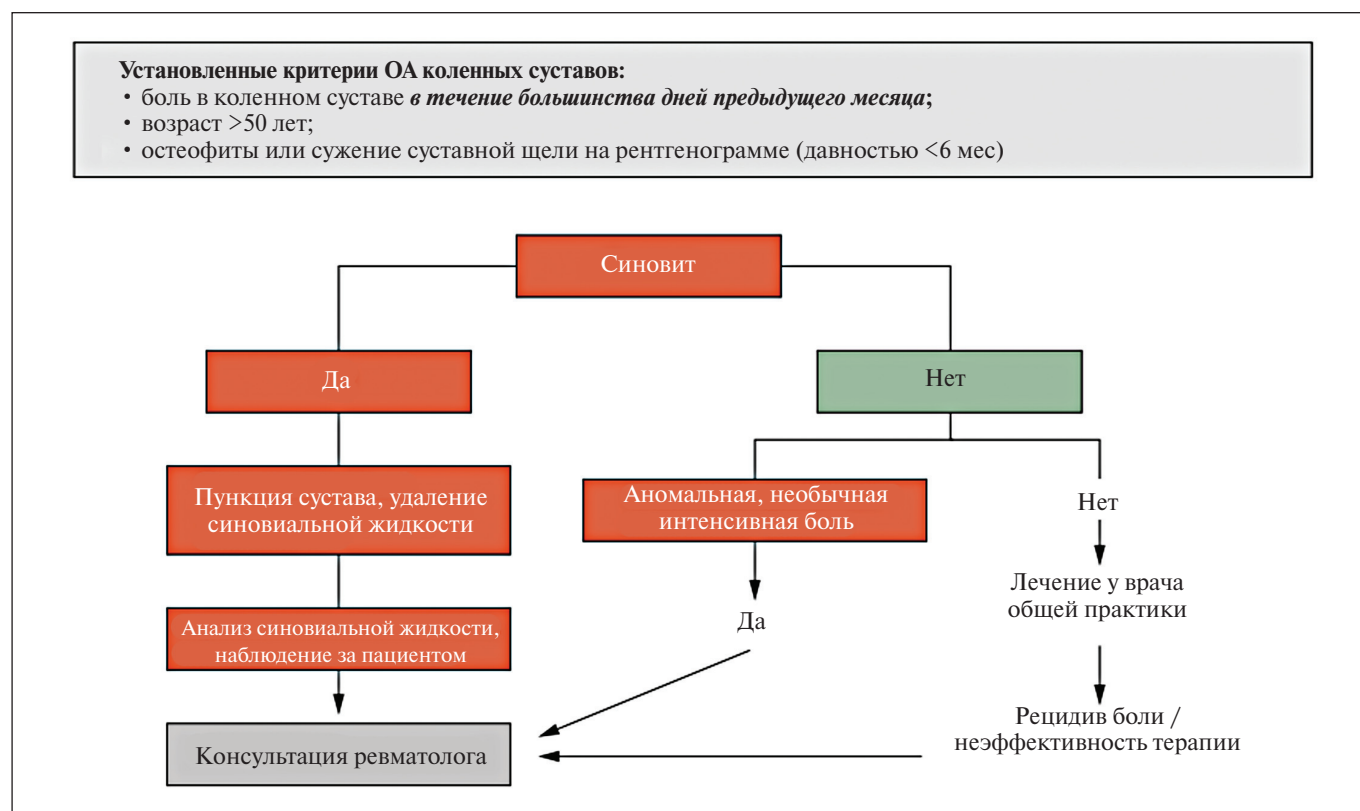 Установленные критерии ОА коленных суставов:
• боль в коленном суставе в течение большинства дней предыдущего месяца;
• возраст >50 лет;
• остеофиты или сужение суставной щели на рентгенограмме (давностью <6 мес)
Синовит
Да
Нет
Пункция сустава, удаление
синовиальной жидкости
Аномальная, необычная
интенсивная боль
Нет
Лечение у врача
общей практики
Анализ синовиальной жидкости,
наблюдение за пациентом
Да
Рецидив боли /
неэффективность терапии
Консультация ревматолога